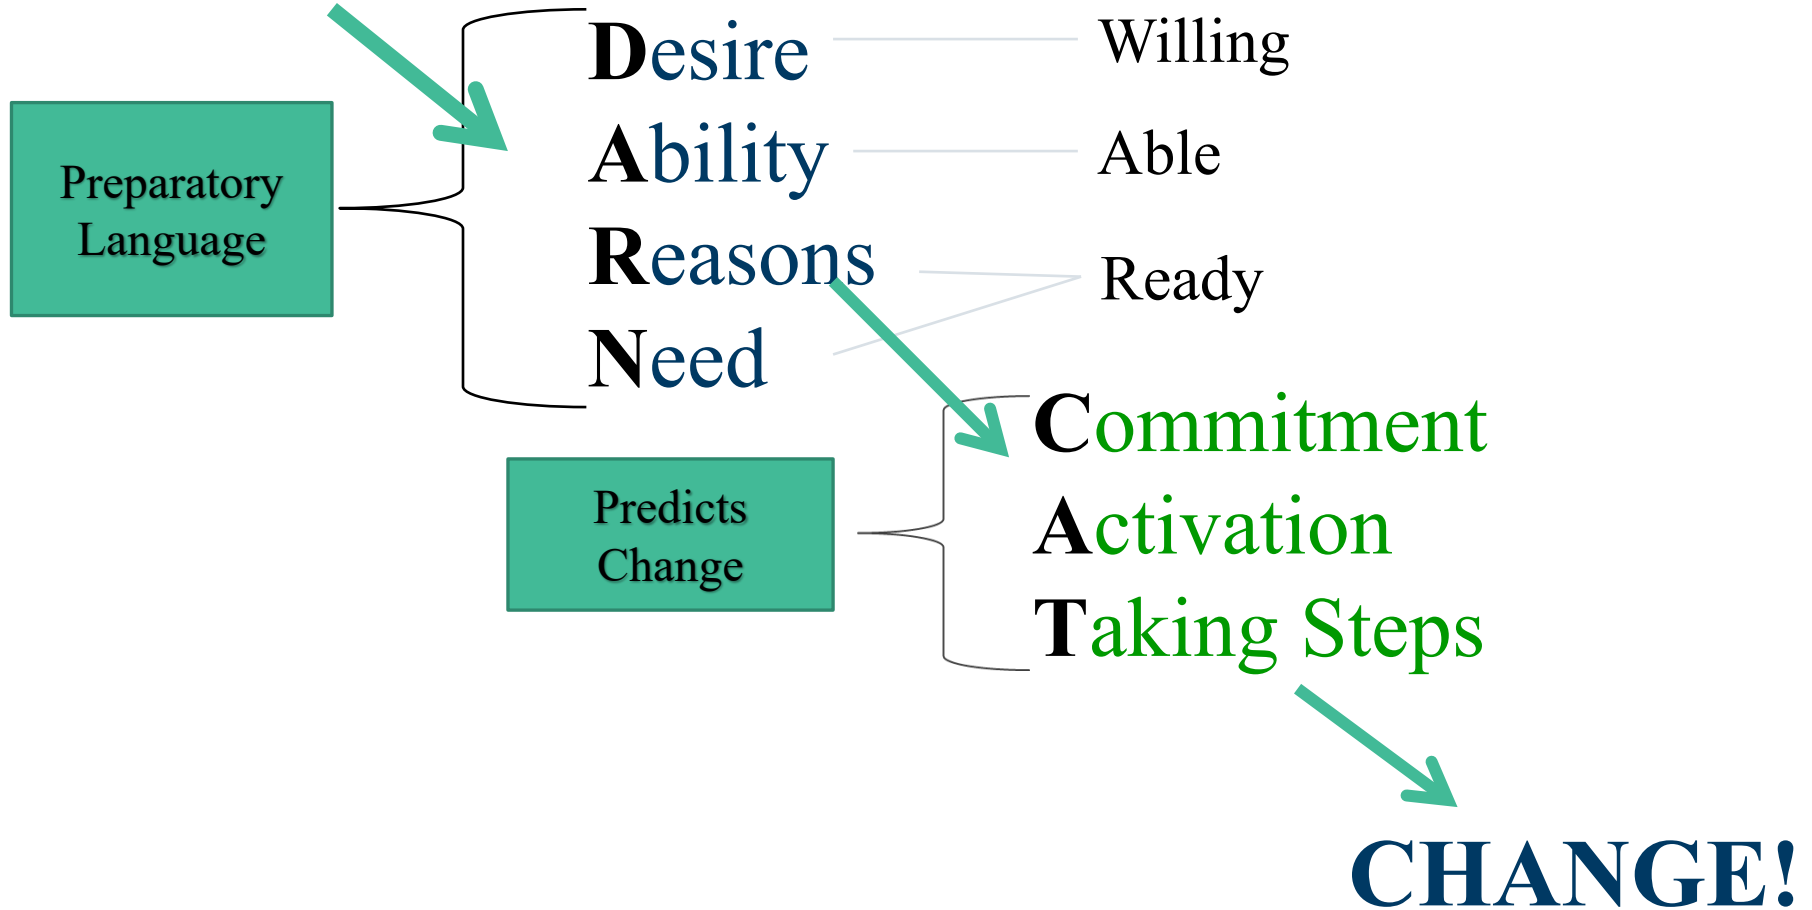 Preparatory
Language
Desire
Ability
Reasons
Need
Willing
Able
Ready
Predicts
Change
Commitment
Activation
Taking Steps
CHANGE!